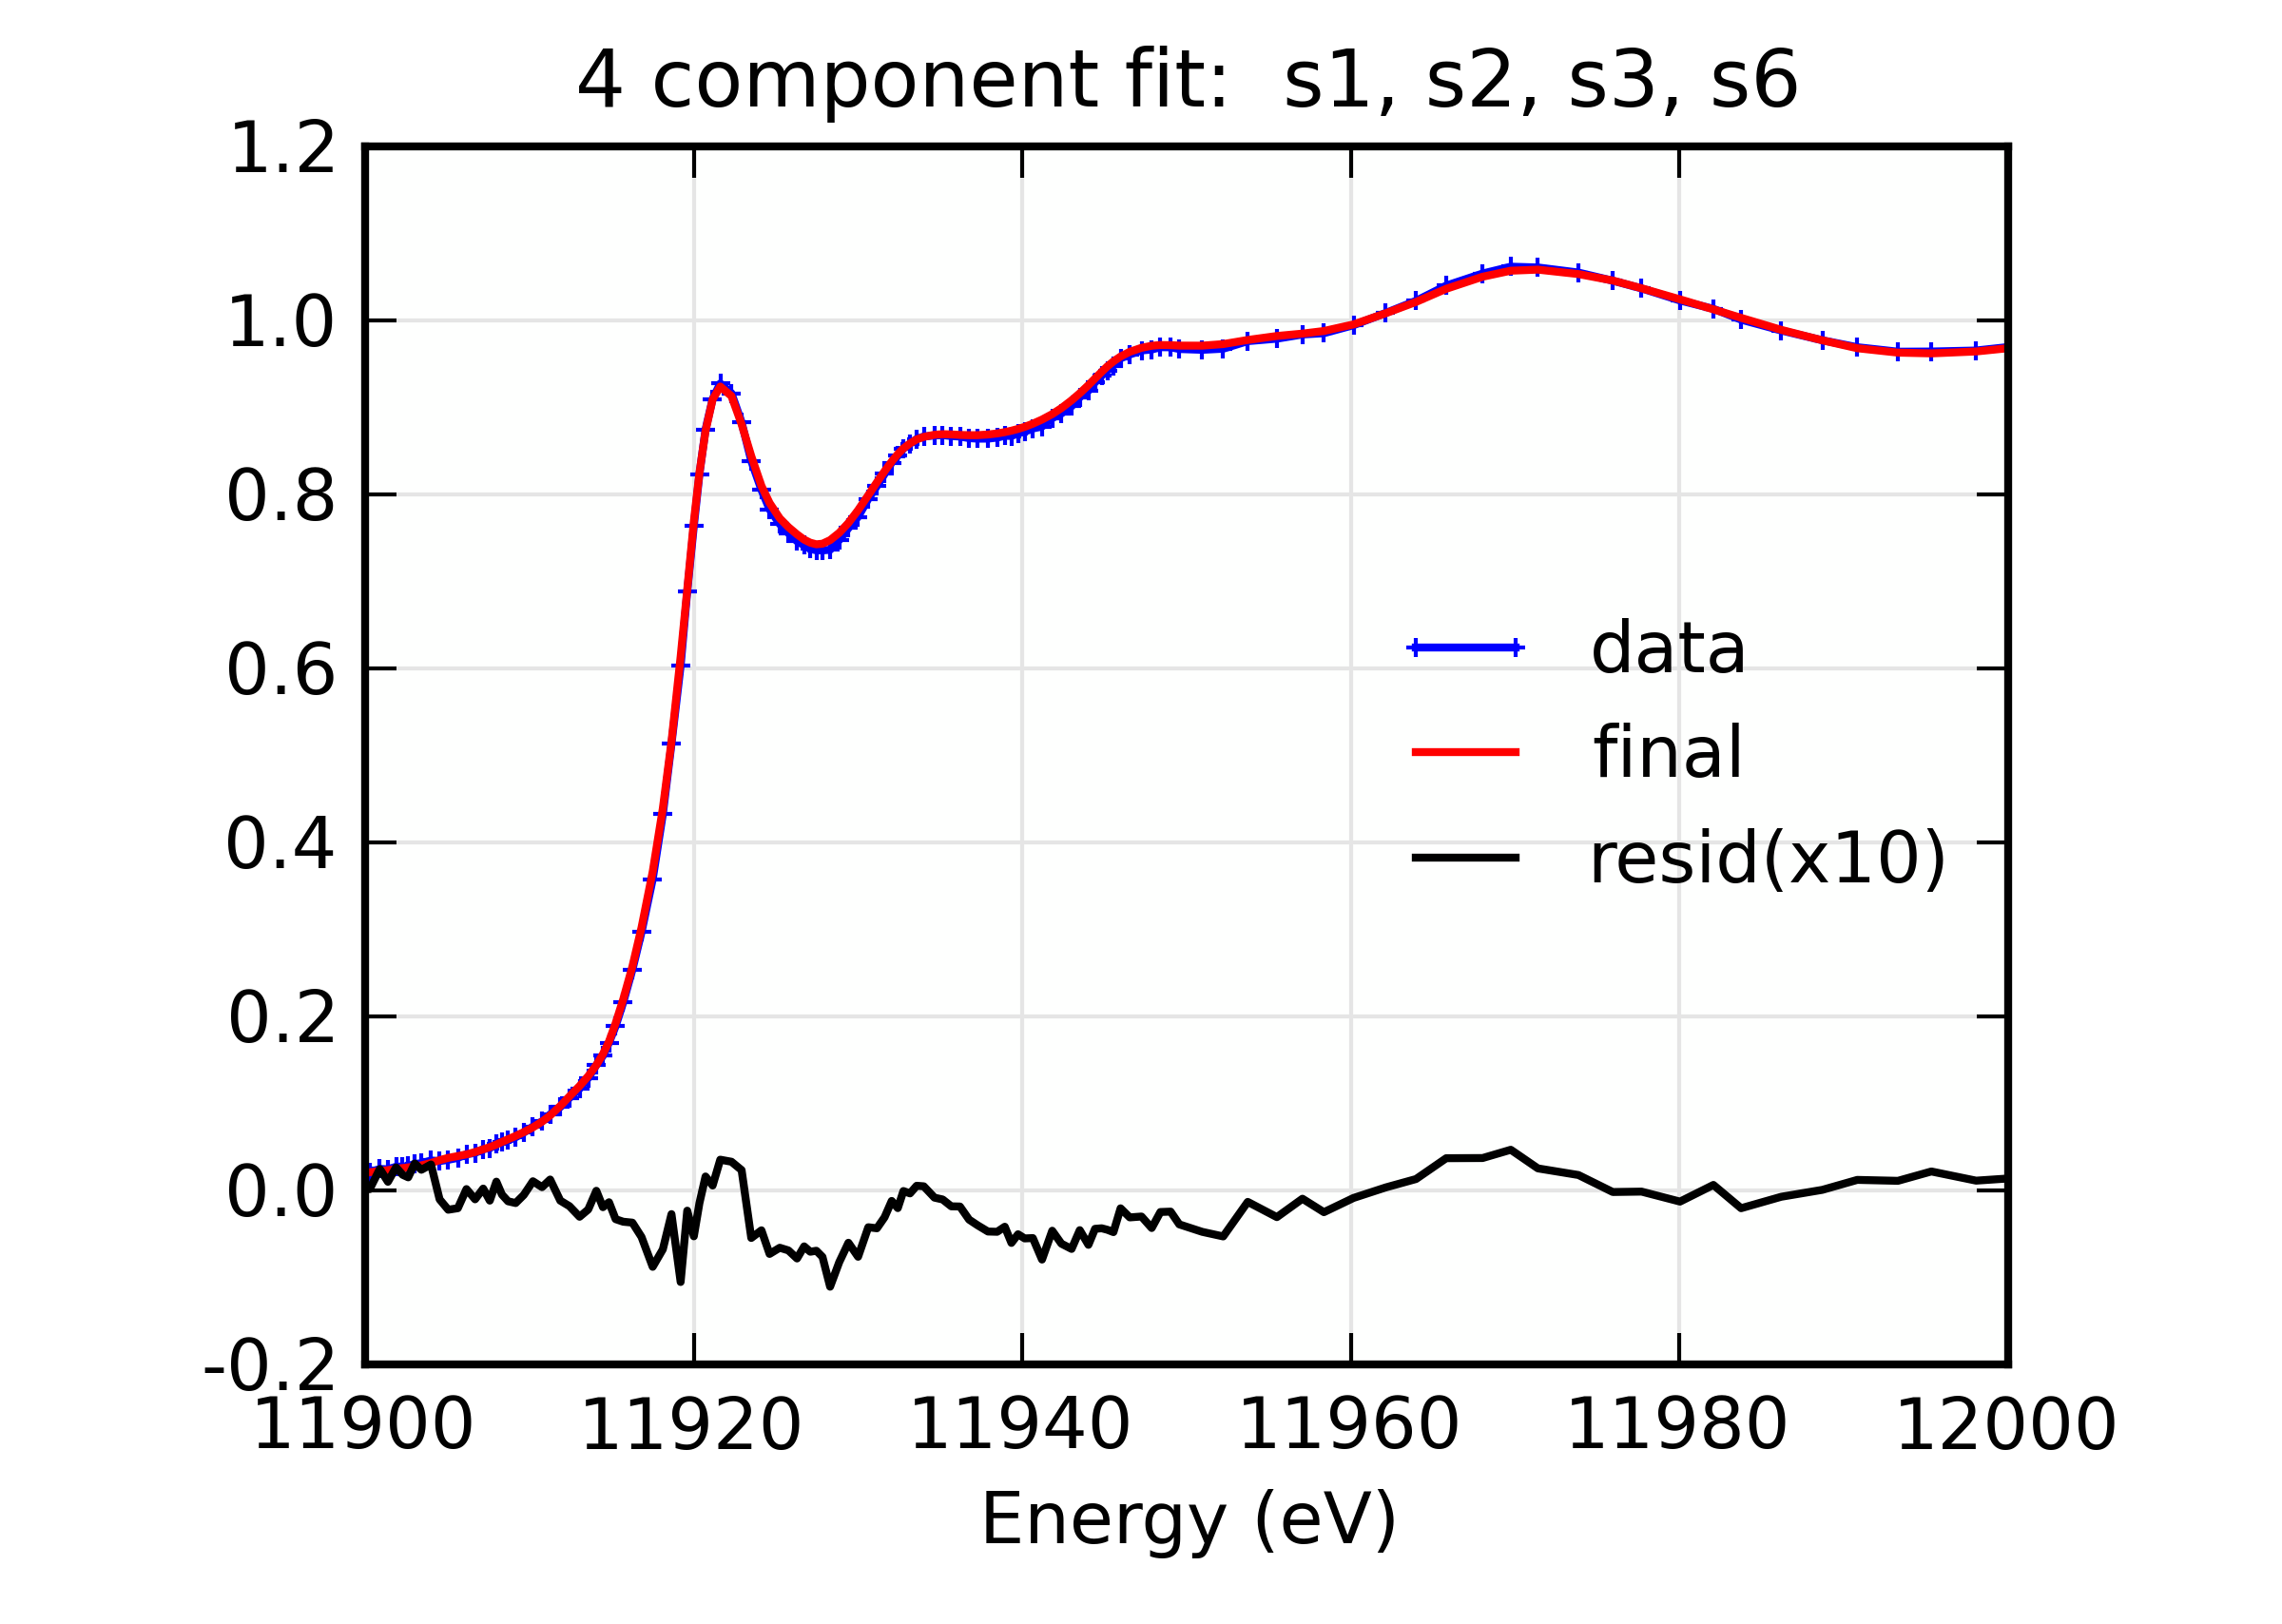 4 component fit:  s1, s2, s3, s6
1.2
1.0
0.8
0.6
0.4
0.2
0.0
-0.2
data
final
resid(x10)
11900 11920 11940 11960 11980 12000
Energy (eV)